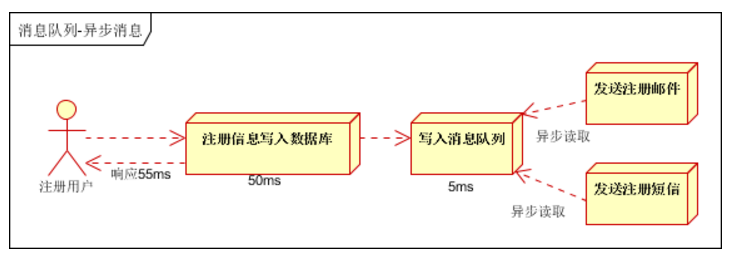 消息队列-异步消息
发送注册邮件
注册信息写入数据库
写入消息队列
异步读取
响应55ms
注册用户
50ms
5ms
发送注册短信
异步读取